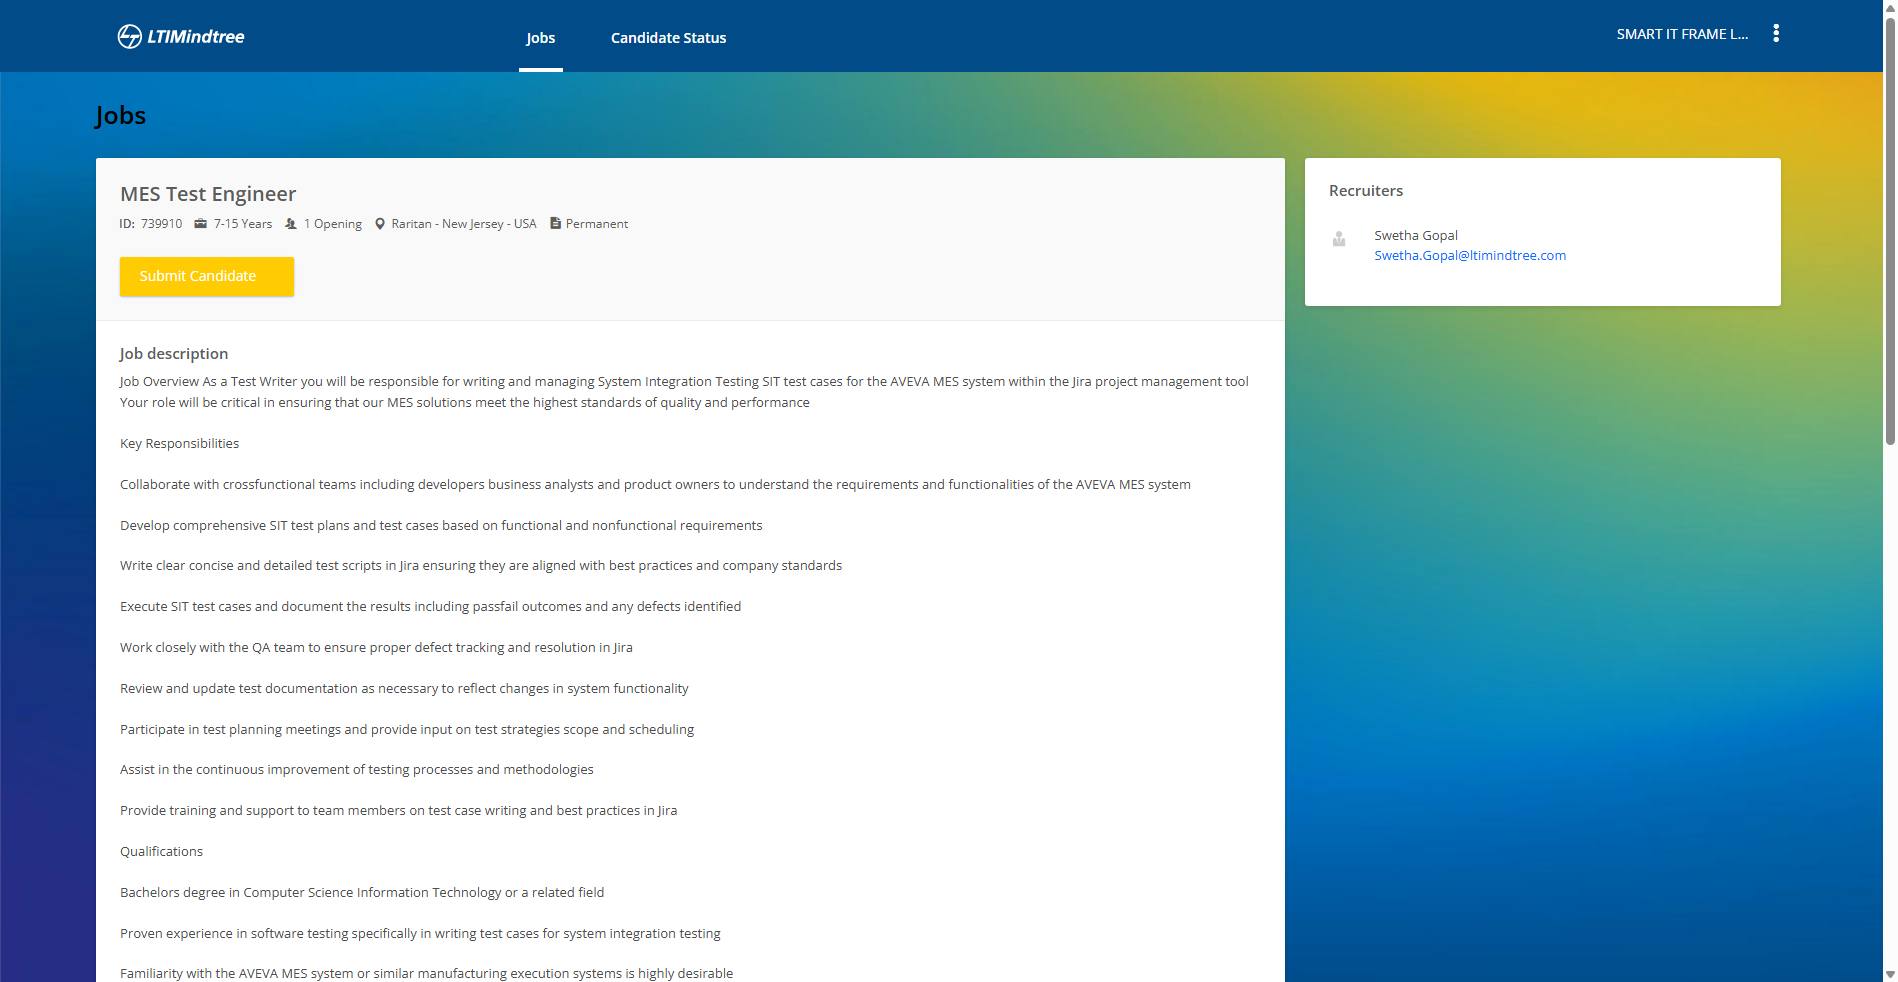 LTIMindtree
Jobs
Candidate Status
SMART IT FRAME L...
Jobs
MES Test Engineer
ID: 739910 7-15 Years 1 Opening Raritan - New Jersey - USA Permanent
Submit Candidate
Recruiters
Swetha Gopal
Swetha.Gopal@ltimindtree.com
Job description
Job Overview As a Test Writer you will be responsible for writing and managing System Integration Testing SIT test cases for the AVEVA MES system within the Jira project management tool
Your role will be critical in ensuring that our MES solutions meet the highest standards of quality and performance
Key Responsibilities
Collaborate with crossfunctional teams including developers business analysts and product owners to understand the requirements and functionalities of the AVEVA MES system
Develop comprehensive SIT test plans and test cases based on functional and nonfunctional requirements
Write clear concise and detailed test scripts in Jira ensuring they are aligned with best practices and company standards
Execute SIT test cases and document the results including passfail outcomes and any defects identified
Work closely with the QA team to ensure proper defect tracking and resolution in Jira
Review and update test documentation as necessary to reflect changes in system functionality
Participate in test planning meetings and provide input on test strategies scope and scheduling
Assist in the continuous improvement of testing processes and methodologies
Provide training and support to team members on test case writing and best practices in Jira
Qualifications
Bachelors degree in Computer Science Information Technology or a related field
Proven experience in software testing specifically in writing test cases for system integration testing
Familiarity with the AVEVA MES system or similar manufacturing execution systems is highly desirable